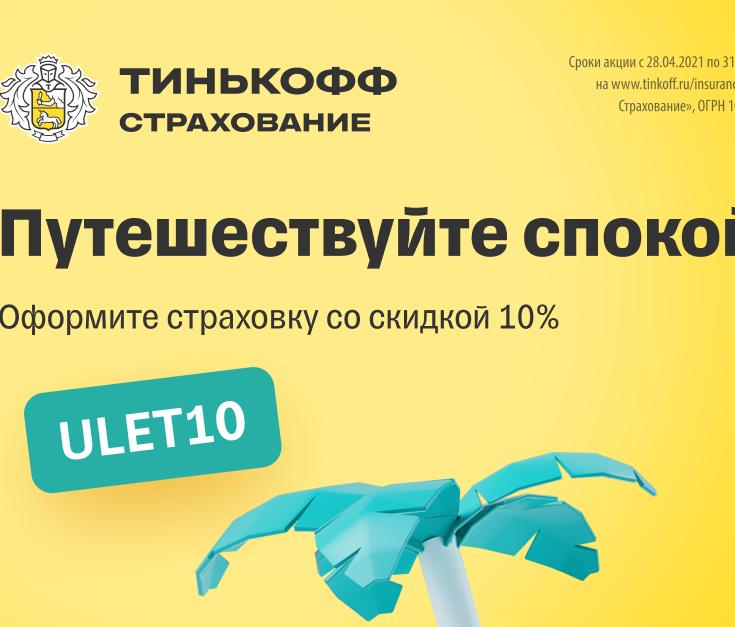 ТИНЬКОФФ
СТРАХОВАНИЕ
Сроки акции с 28.04.2021 по 31
на www.tinkoff.ru/insuranc
Страхование», ОГРН 1
Путешествуйте спокой
Оформите страховку со скидкой 10%
ULET10